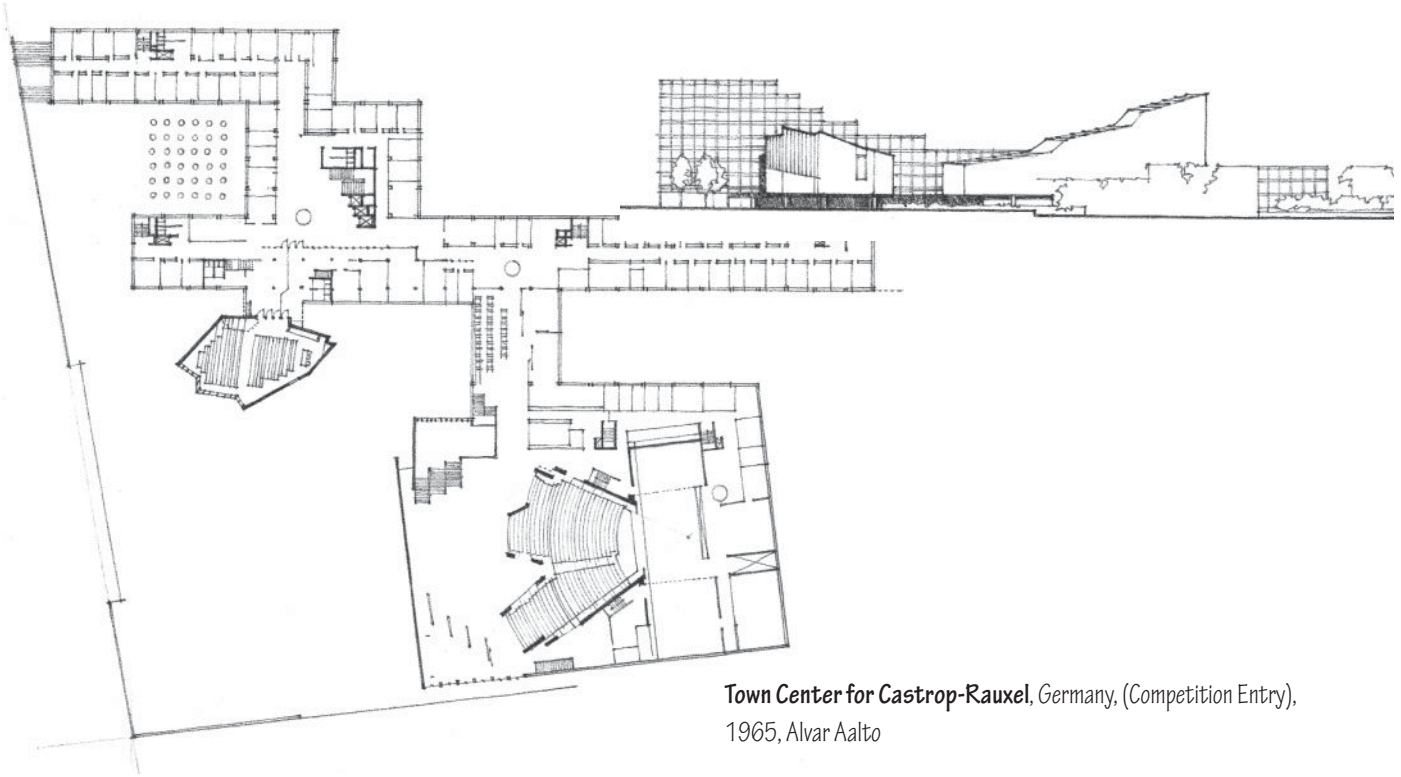 Town Center for Castrop-Rauxel, Germany, (Competition Entry),
1965, Alvar Aalto